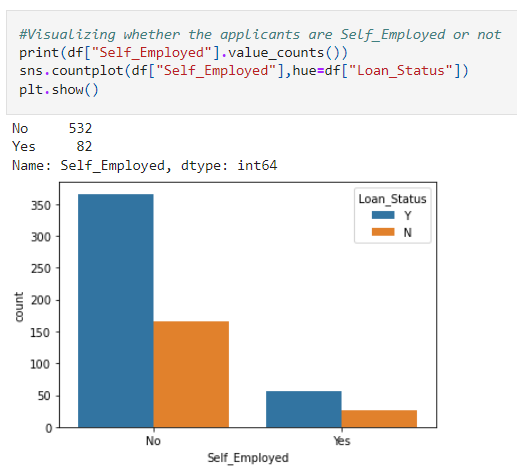 #Visualizing whether the applicants are Self_Employed or not
print(df["Self_Employed"].value_counts())
sns.countplot(df["Self_Employed"],hue=df["Loan_Status"])
plt.show()
No     532
Yes     82
Name: Self_Employed, dtype: int64
Loan_Status
Y
N
350
300
250
200
150
100
50
0
count
No
Yes
Self_Employed